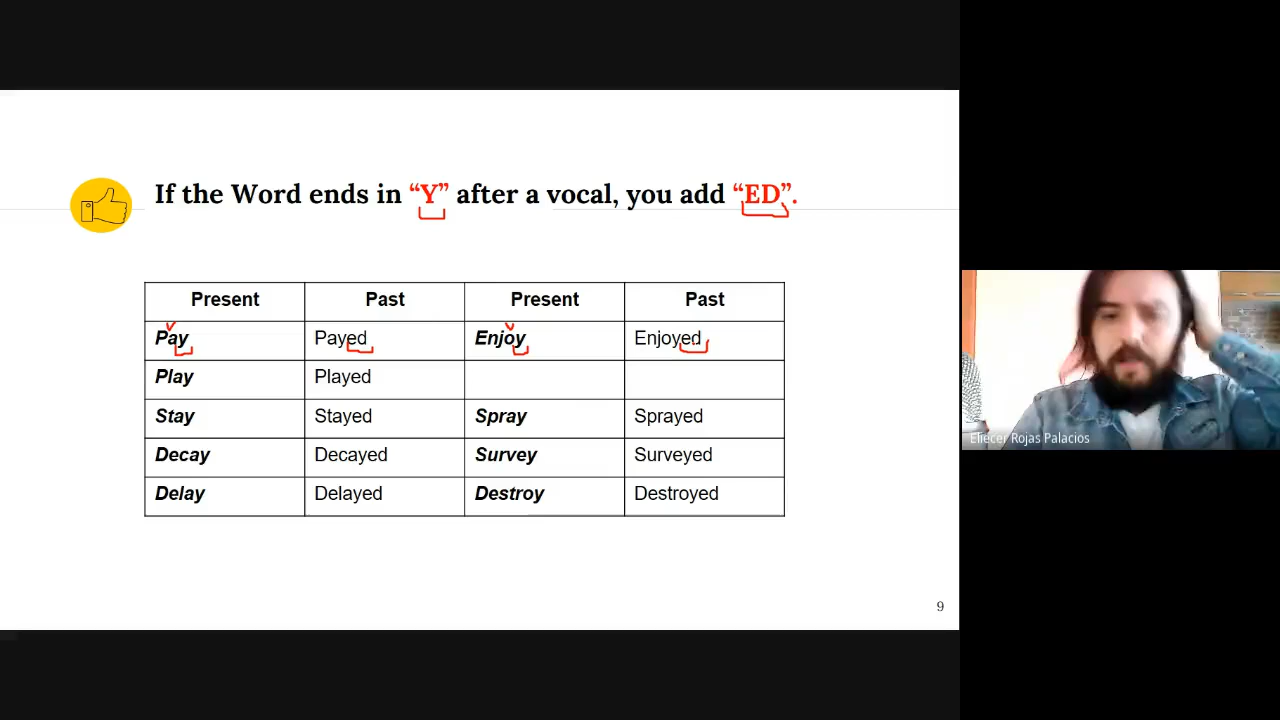 If the Word ends in “Y” after a vocal, you add “ED”.
Present Past Present Past
Pay Payed Enjoy Enjoyed
Play Played
Stay Stayed Spray Sprayed
Decay Decayed Survey Surveyed
Delay Delayed Destroy Destroyed
Eliecer Rojas Palacios
9